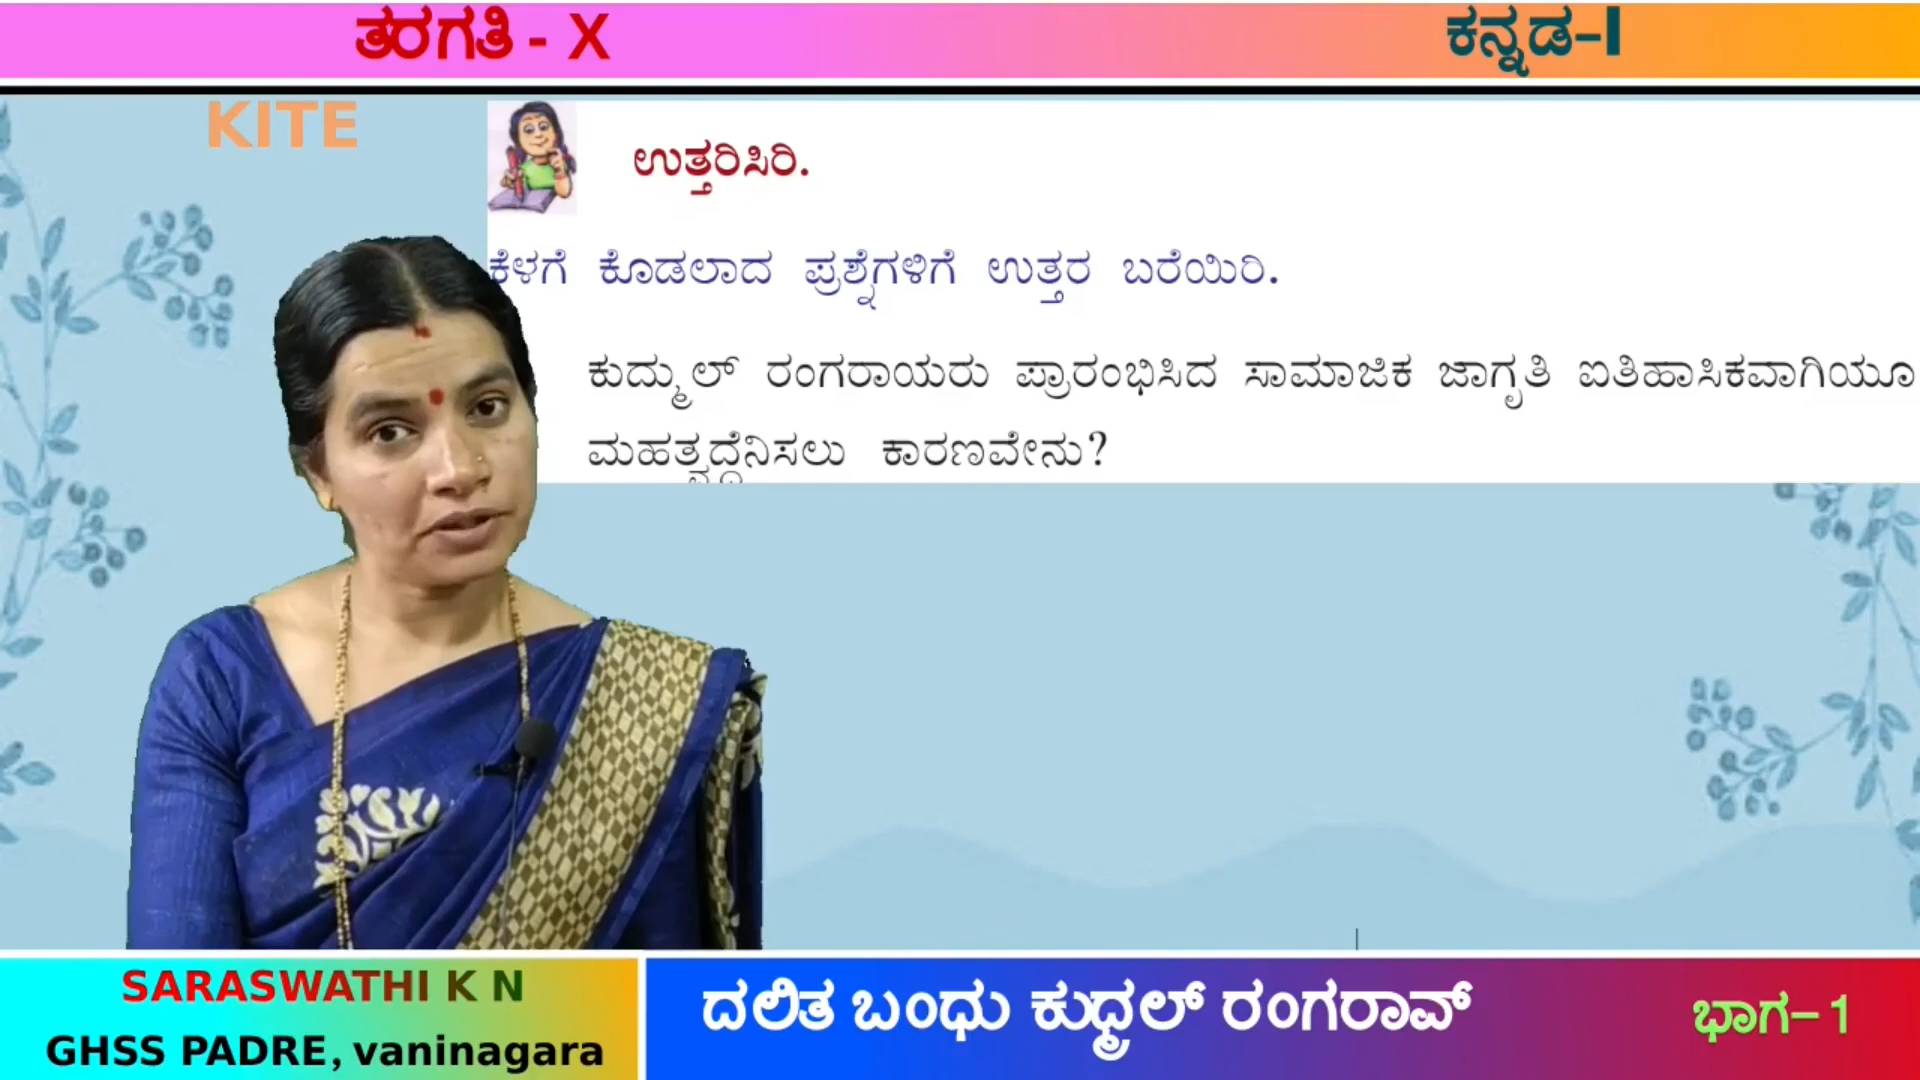 ತರಗತಿ - X
ಕನ್ನಡ-I
KITE
ಉತ್ತರಿಸಿರಿ.
ಕೆಳಗೆ ಕೊಡಲಾದ ಪ್ರಶ್ನೆಗಳಿಗೆ ಉತ್ತರ ಬರೆಯಿರಿ.
ಕುದ್ಮುಲ್ ರಂಗರಾಯರು ಪ್ರಾರಂಭಿಸಿದ ಸಾಮಾಜಿಕ ಜಾಗೃತಿ ಐತಿಹಾಸಿಕವಾಗಿಯೂ
ಮಹತ್ವದ್ದೆನಿಸಲು ಕಾರಣವೇನು?
SARASWATHI K N
GHSS PADRE, vaninagara
ದಲಿತ ಬಂಧು ಕುದ್ಮಲ್ ರಂಗರಾವ್
ಭಾಗ-1